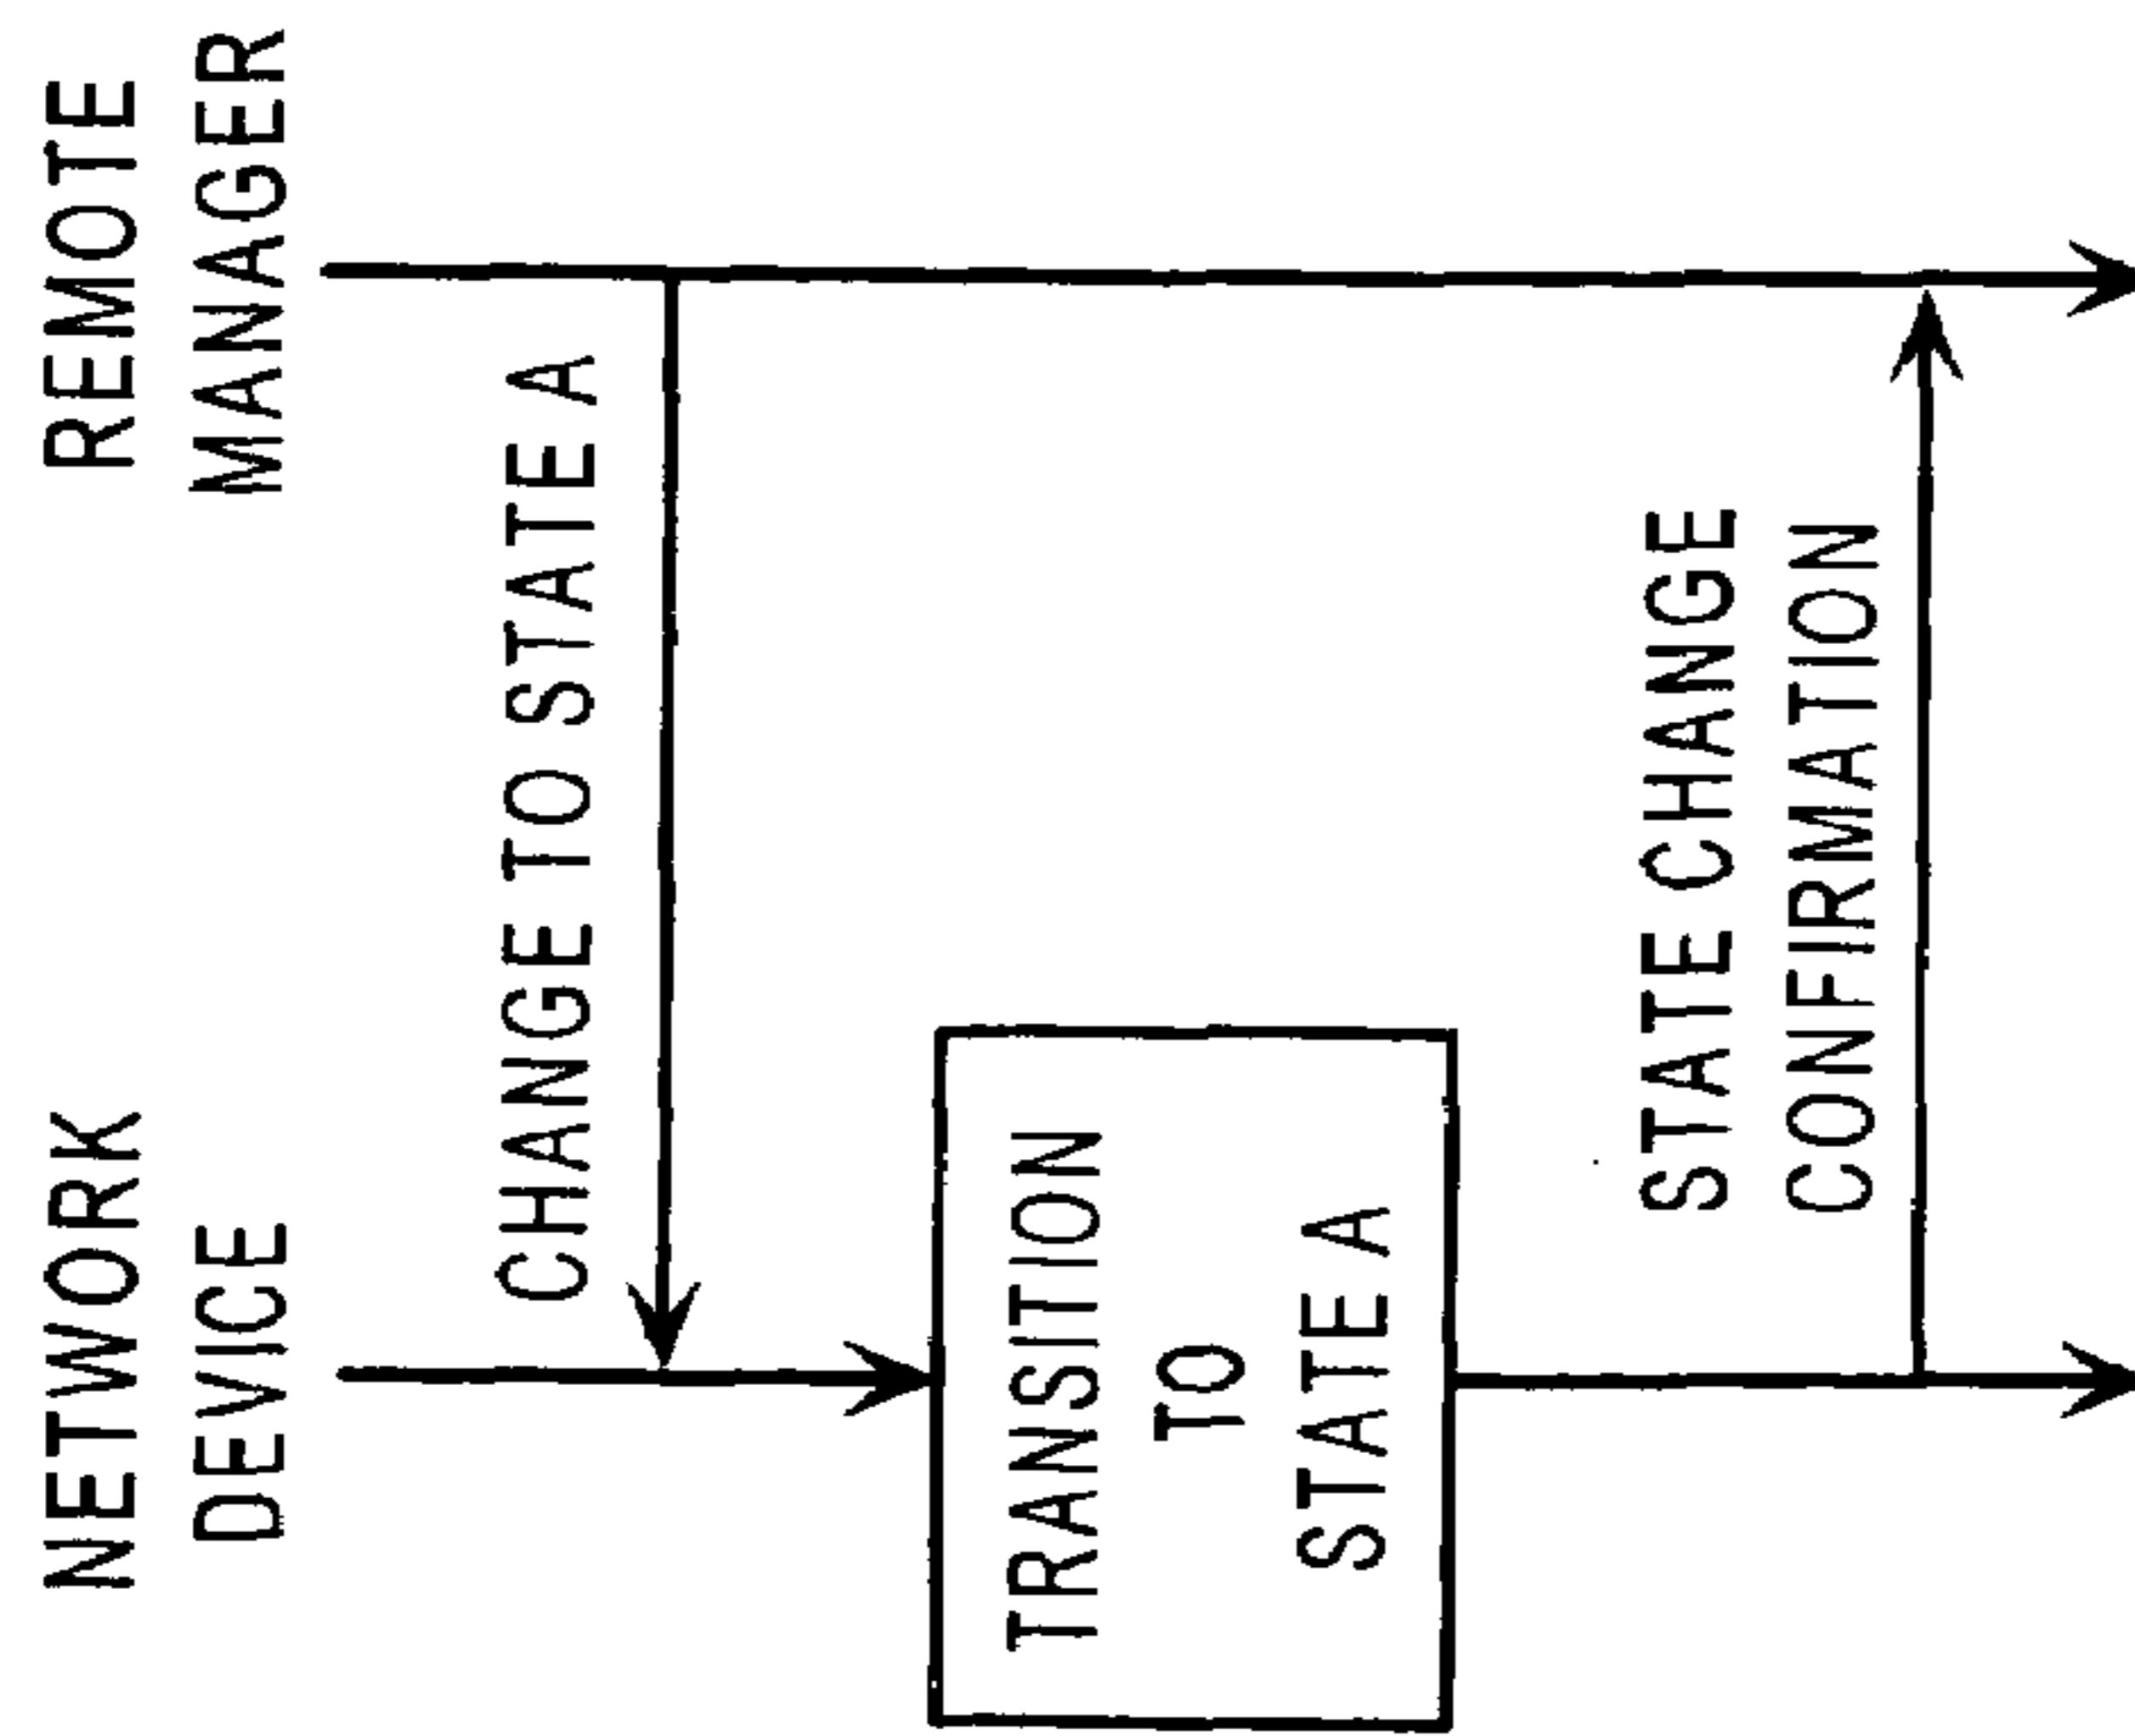 NETWORK
DEVICE
REMOTE
MANAGER
CHANGE TO STATE A
TRANSITION
TO
STATE A
STATE CHANGE
CONFIRMATION